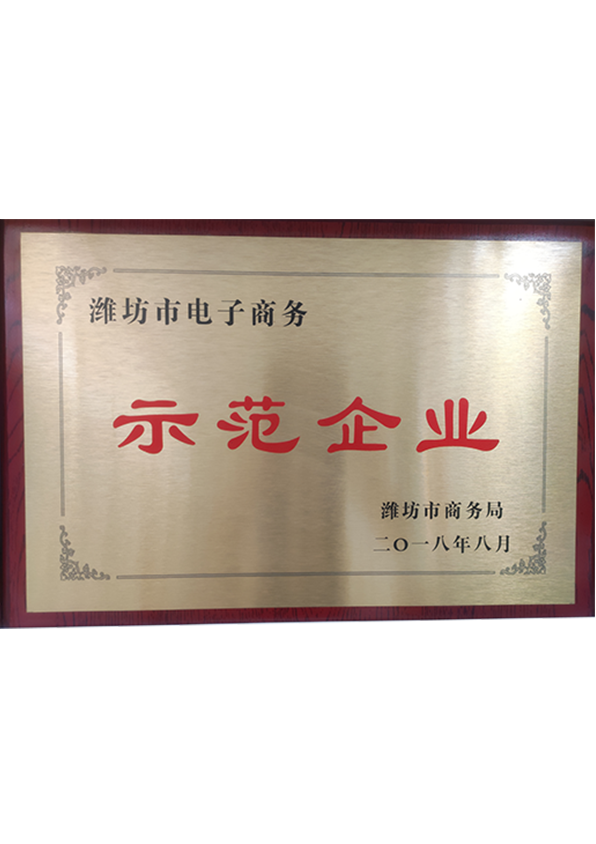 潍坊市电子商务
示范企业
潍坊市商务局
二〇一八年八月